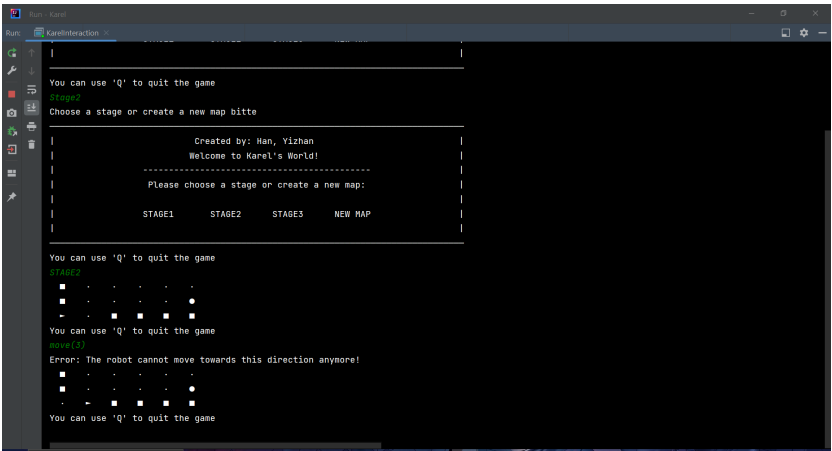 Run - Karel
Run: KarelInteraction
You can use 'Q' to quit the game
Stage2
Choose a stage or create a new map bitte
Created by: Han, Yizhan
Welcome to Karel's World!
Please choose a stage or create a new map:
STAGE1 STAGE2 STAGE3 NEW MAP
You can use 'Q' to quit the game
STAGE2
You can use 'Q' to quit the game
move(3)
Error: The robot cannot move towards this direction anymore!
You can use 'Q' to quit the game